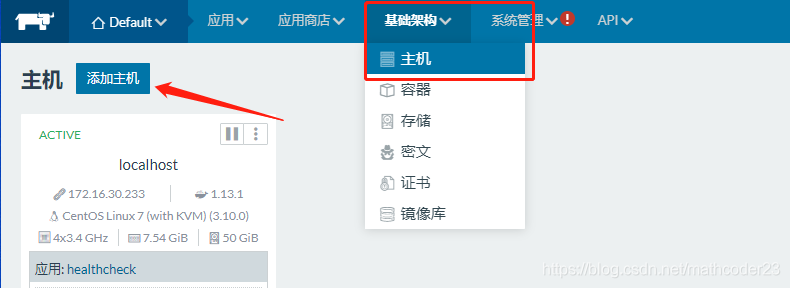 Default 应用 应用商店 基础架构 系统管理 API
主机 添加主机
主机
容器
存储
密文
证书
镜像库
ACTIVE
localhost
172.16.30.233 1.13.1
CentOS Linux 7 (with KVM) (3.10.0)
4x3.4 GHz 7.54 GiB 50 GiB
应用: healthcheck
https://blog.csdn.net/mathcoder23